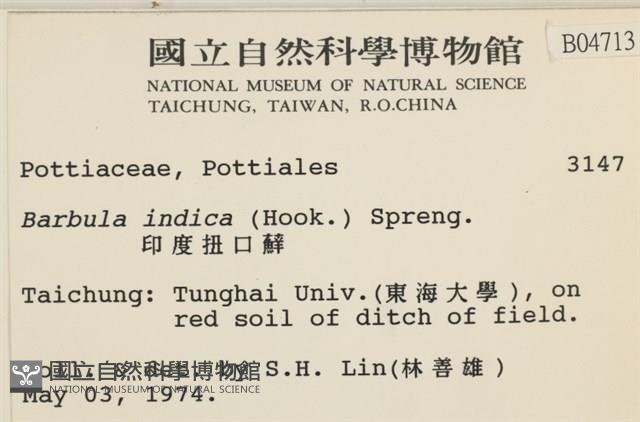 國立自然科學博物館
B04713
NATIONAL MUSEUM OF NATURAL SCIENCE
TAICHUNG, TAIWAN, R.O.CHINA
Pottiaceae, Pottiales 3147
Barbula indica (Hook.) Spreng.
印度扭口蘚
Taichung: Tunghai Univ.(東海大學), on
red soil of ditch of field.
by S.H. Lin(林善雄)
國立自然科學博物館
NATIONAL MUSEUM OF NATURAL SCIENCE
May 03, 1974.